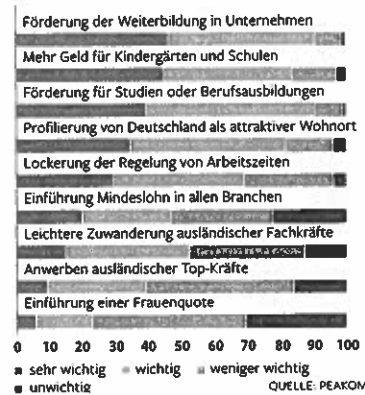 Förderung der Weiterbildung in Unternehmen
Mehr Geld für Kindergärten und Schulen
Förderung für Studien oder Berufsausbildungen
Profilierung von Deutschland als attraktiver Wohnort
Lockerung der Regelung von Arbeitszeiten
Einführung Mindeslohn in allen Branchen
Leichtere Zuwanderung ausländischer Fachkräfte
Anwerben ausländischer Top-Kräfte
Einführung einer Frauenquote
0 10 20 30 40 50 60 70 80 90 100
sehr wichtig wichtig weniger wichtig
unwichtig QUELLE: PEAKOM